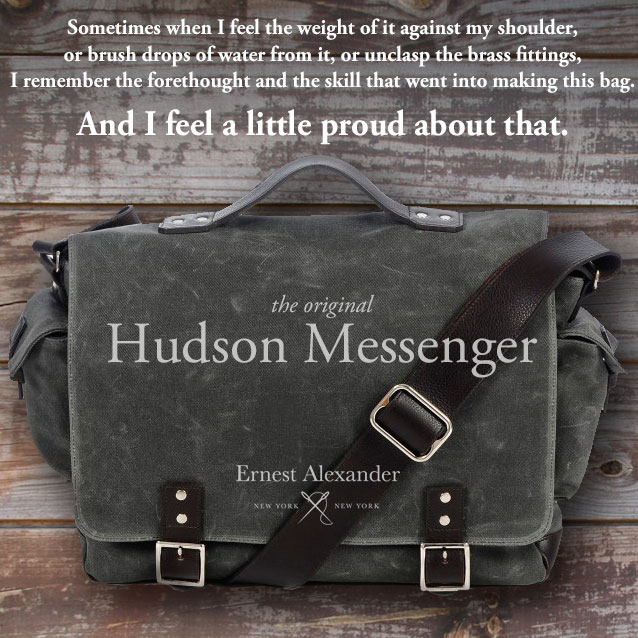 Sometimes when I feel the weight of it against my shoulder,
or brush drops of water from it, or unclasp the brass fittings,
I remember the forethought and the skill that went into making this bag.
And I feel a little proud about that.
the original
Hudson Messenger
Ernest Alexander
NEW YORK NEW YORK